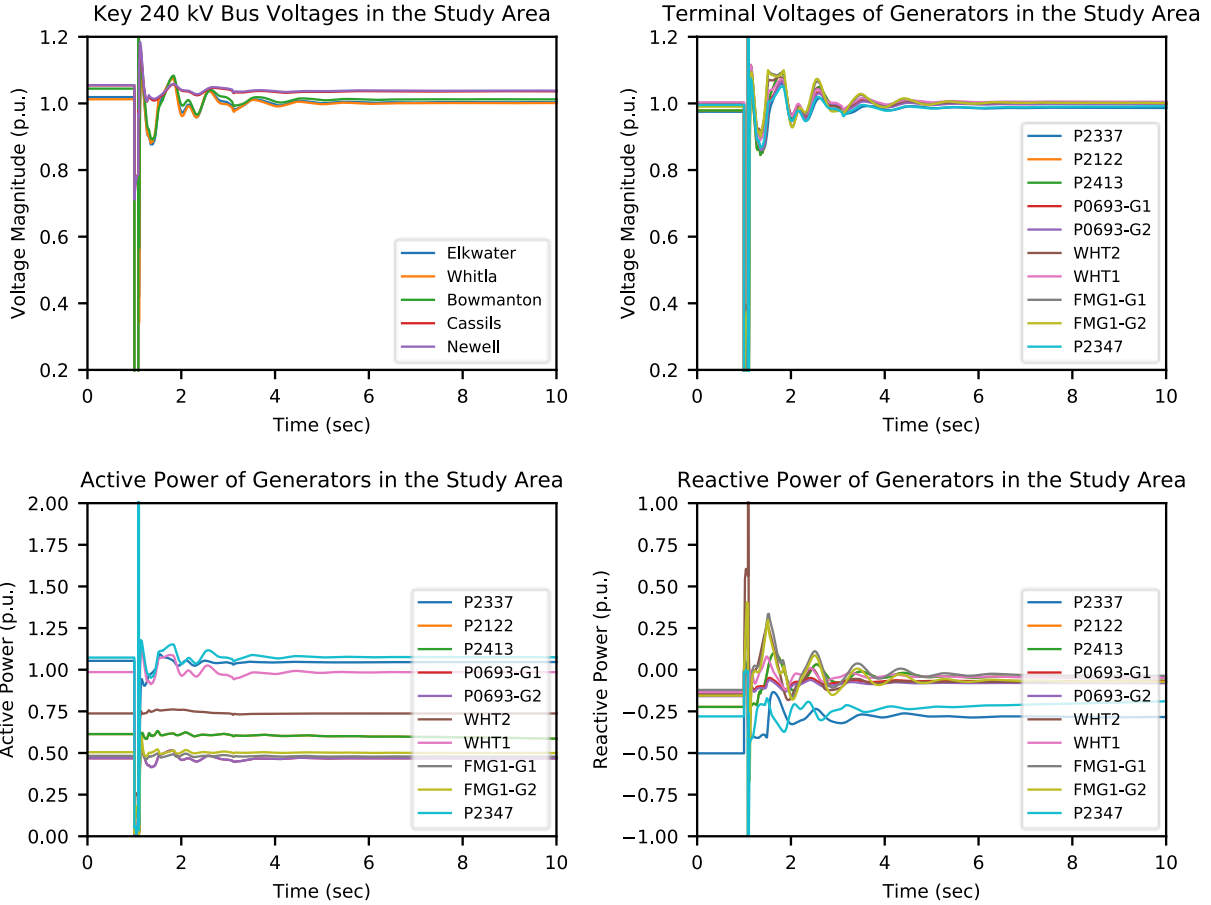 Key 240 kV Bus Voltages in the Study Area
1.2
1.0
0.8
0.6
0.4
0.2
Voltage Magnitude (p.u.)
Elkwater
Whitla
Bowmanton
Cassils
Newell
0 2 4 6 8 10
Time (sec)
Terminal Voltages of Generators in the Study Area
1.2
1.0
0.8
0.6
0.4
0.2
Voltage Magnitude (p.u.)
P2337
P2122
P2413
P0693-G1
P0693-G2
WHT2
WHT1
FMG1-G1
FMG1-G2
P2347
0 2 4 6 8 10
Time (sec)
Active Power of Generators in the Study Area
2.00
1.75
1.50
1.25
1.00
0.75
0.50
0.25
0.00
Active Power (p.u.)
P2337
P2122
P2413
P0693-G1
P0693-G2
WHT2
WHT1
FMG1-G1
FMG1-G2
P2347
0 2 4 6 8 10
Time (sec)
Reactive Power of Generators in the Study Area
1.00
0.75
0.50
0.25
0.00
−0.25
−0.50
−0.75
−1.00
Reactive Power (p.u.)
P2337
P2122
P2413
P0693-G1
P0693-G2
WHT2
WHT1
FMG1-G1
FMG1-G2
P2347
0 2 4 6 8 10
Time (sec)